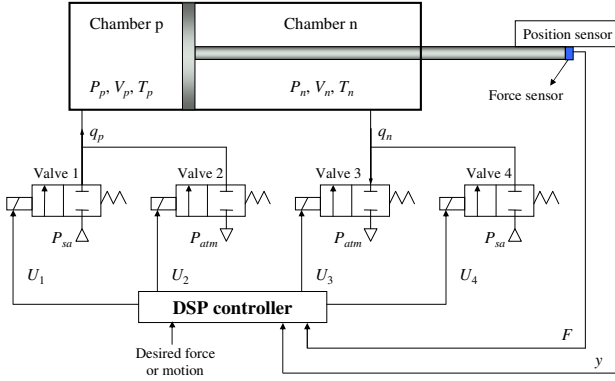 Chamber p
Chamber n
Position sensor
P_p, V_p, T_p
P_n, V_n, T_n
Force sensor
q_p
q_n
Valve 1
Valve 2
Valve 3
Valve 4
P_sa
P_atm
P_atm
P_sa
U_1
U_2
U_3
U_4
DSP controller
F
Desired force
or motion
y